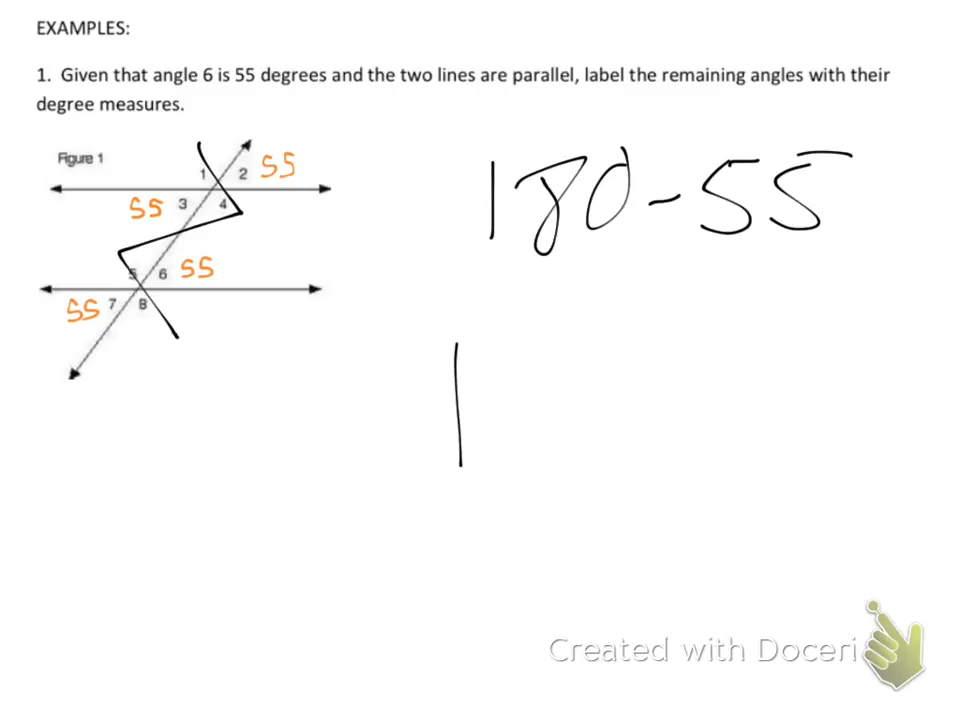 EXAMPLES:
1. Given that angle 6 is 55 degrees and the two lines are parallel, label the remaining angles with their
degree measures.
Figure 1
1 2 55
55 3 4
5 6 55
55 7 8
180-55
1
Created with Doceri